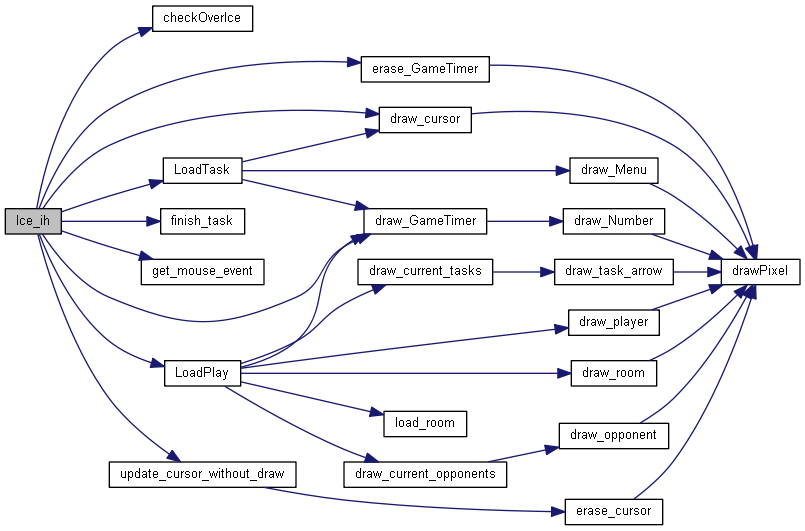 checkOverIce
erase_GameTimer
draw_cursor
LoadTask
draw_Menu
Ice_ih
finish_task
draw_GameTimer
draw_Number
get_mouse_event
draw_current_tasks
draw_task_arrow
drawPixel
draw_player
LoadPlay
draw_room
load_room
draw_opponent
update_cursor_without_draw
draw_current_opponents
erase_cursor